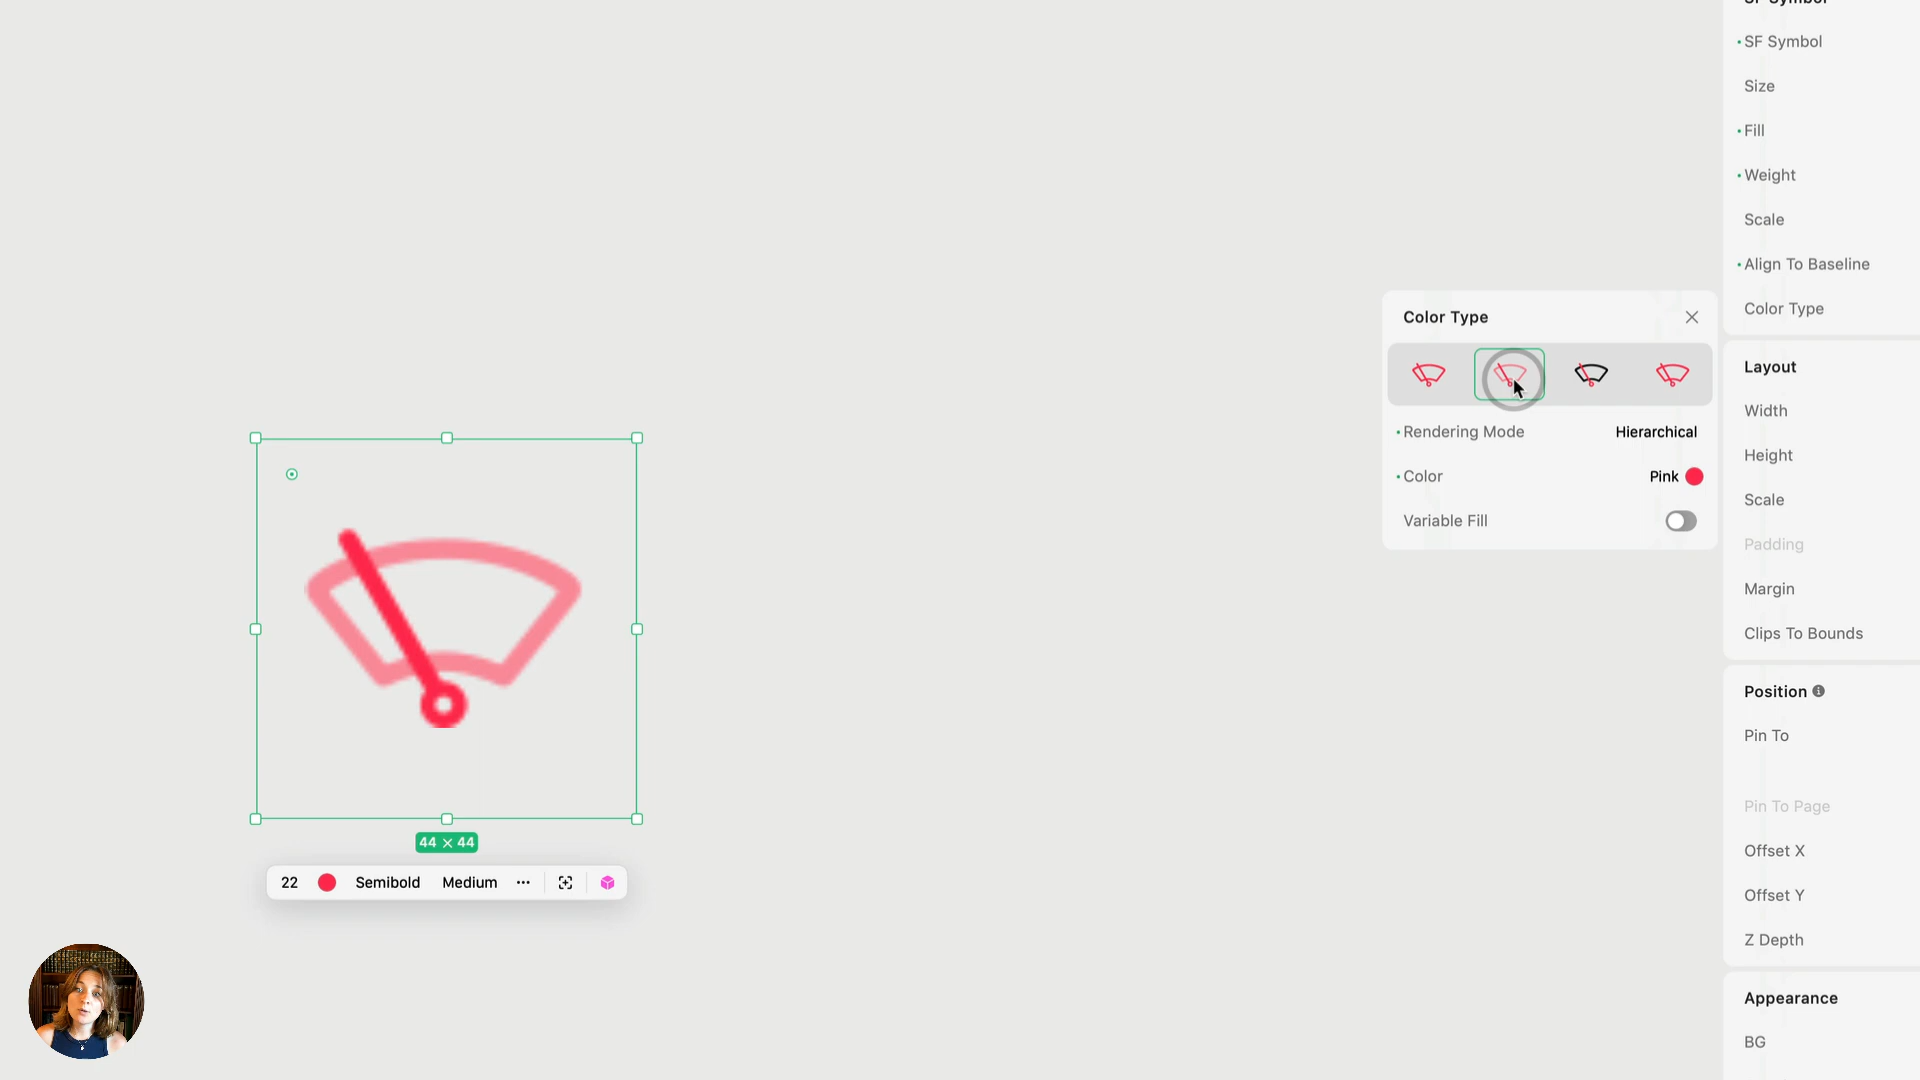 SF Symbol
SF Symbol
Size
Fill
Weight
Scale
Align To Baseline
Color Type
Color Type
Rendering Mode Hierarchical
Color Pink
Variable Fill
Layout
Width
Height
Scale
Padding
Margin
Clips To Bounds
Position
Pin To
Pin To Page
Offset X
Offset Y
Z Depth
Appearance
BG
44 × 44
22 Semibold Medium